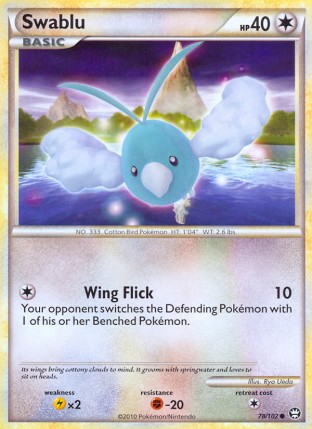 Swablu
HP 40
BASIC
NO. 333 Cotton Bird Pokémon. HT: 1'04" WT: 2.6 lbs.
Wing Flick 10
Your opponent switches the Defending Pokémon with
1 of his or her Benched Pokémon.
Its wings bring cottony clouds to mind. It grooms with springwater and loves to
sit on heads.
Illus. Ryo Ueda
weakness resistance retreat cost
×2 -20
©2010 Pokémon/Nintendo 78/102